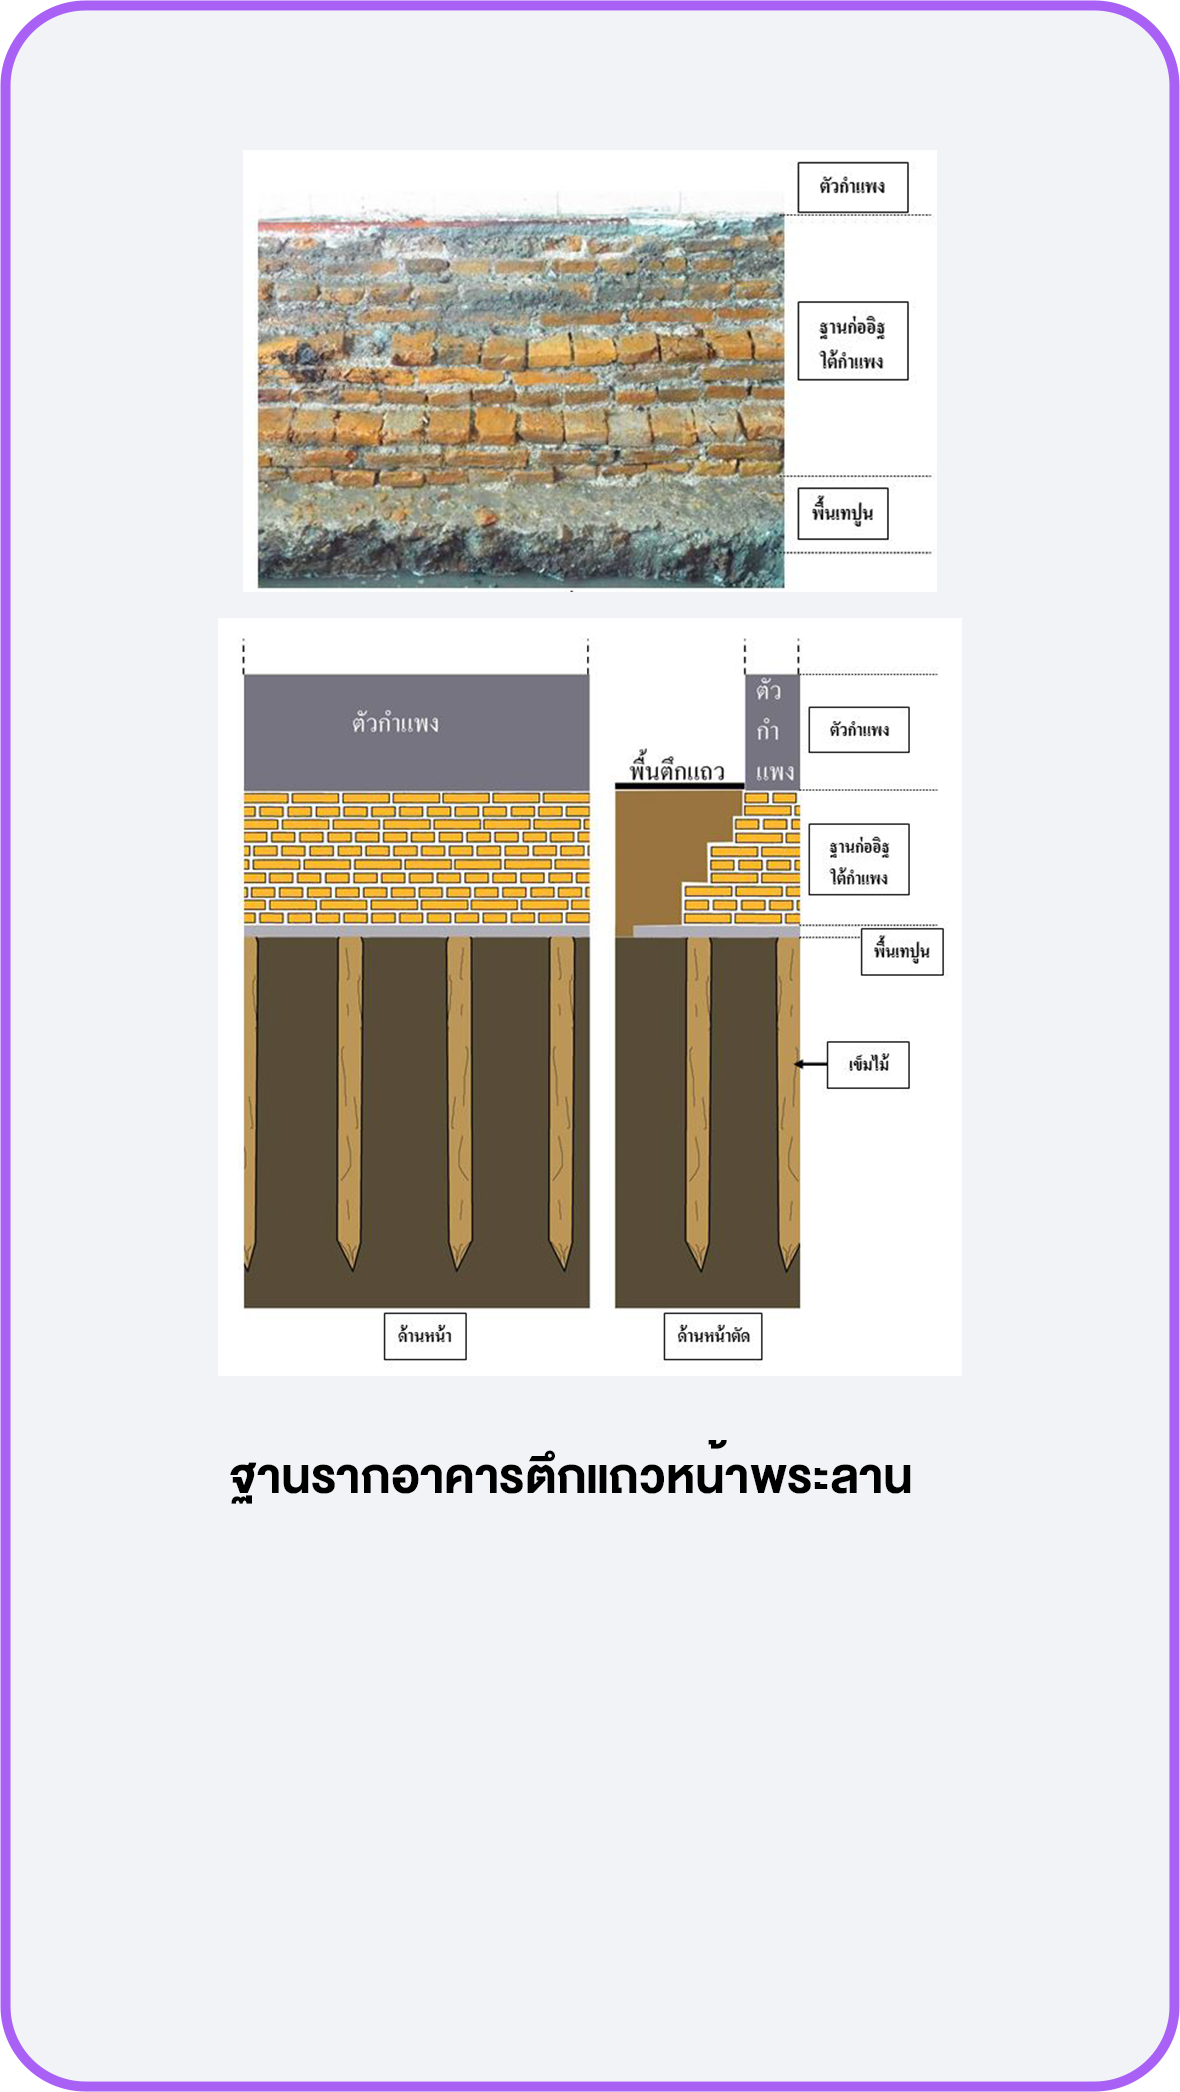 ตัวกำแพง
ฐานก่ออิฐ
ใต้กำแพง
พื้นเทปูน
ตัวกำแพง
ตัว
กำ
แพง
ตัวกำแพง
พื้นตึกแถว
ฐานก่ออิฐ
ใต้กำแพง
พื้นเทปูน
เข็มไม้
ด้านหน้า
ด้านหน้าตัด
ฐานรากอาคารตึกแถวหน้าพระลาน